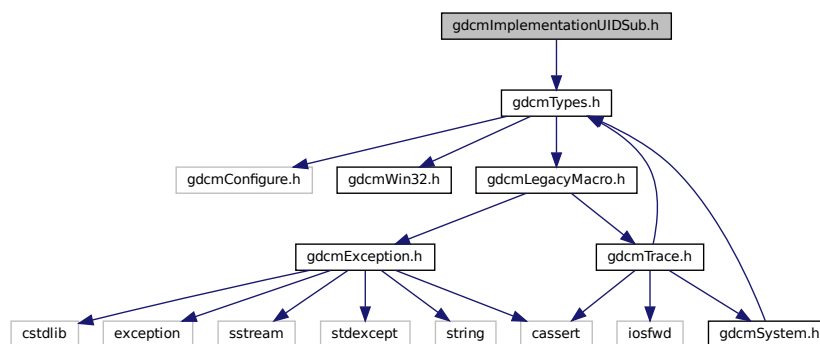 gdcmImplementationUIDSub.h
gdcmTypes.h
gdcmConfigure.h
gdcmWin32.h
gdcmLegacyMacro.h
gdcmException.h
gdcmTrace.h
cstdlib
exception
sstream
stdexcept
string
cassert
iosfwd
gdcmSystem.h